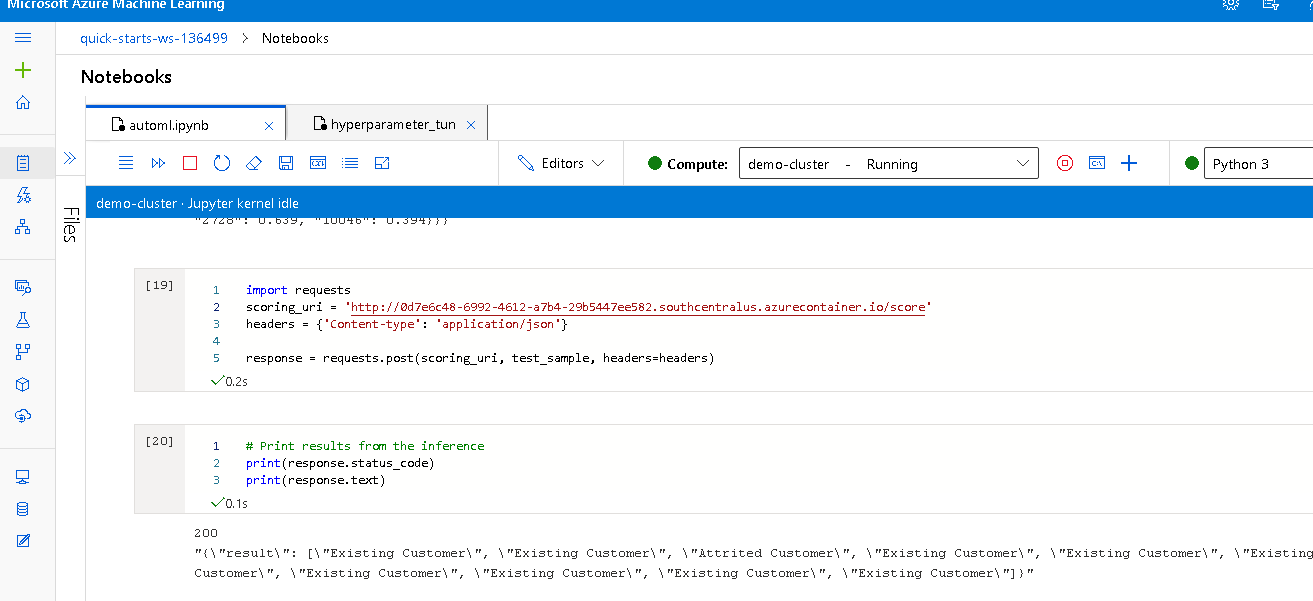 Microsoft Azure Machine Learning
quick-starts-ws-136499 > Notebooks
Notebooks
automl.ipynb
hyperparameter_tun
Editors
Compute:
demo-cluster - Running
Python 3
demo-cluster · Jupyter kernel idle
Files
"2728": 0.639, "10046": 0.394}}}
[19]
1 import requests
2 scoring_uri = 'http://0d7e6c48-6992-4612-a7b4-29b5447ee582.southcentralus.azurecontainer.io/score'
3 headers = {'Content-type': 'application/json'}
4
5 response = requests.post(scoring_uri, test_sample, headers=headers)
0.2s
[20]
1 # Print results from the inference
2 print(response.status_code)
3 print(response.text)
0.1s
200
"{\"result\": [\"Existing Customer\", \"Existing Customer\", \"Attrited Customer\", \"Existing Customer\", \"Existing Customer\", \"Existing
Customer\", \"Existing Customer\", \"Existing Customer\", \"Existing Customer\", \"Existing Customer\"]}"